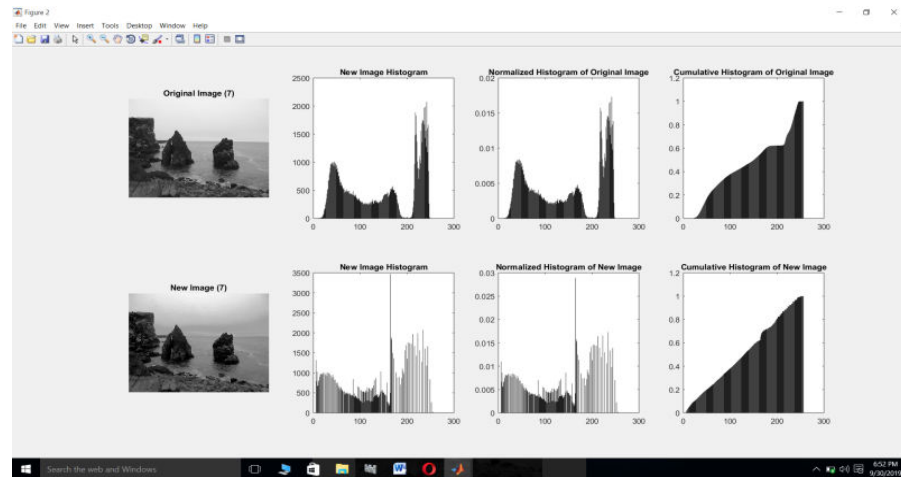 Figure 2
File Edit View Insert Tools Desktop Window Help
Original Image (7)
New Image Histogram
2500
2000
1500
1000
500
0
0 100 200 300
Normalized Histogram of Original Image
0.02
0.015
0.01
0.005
0
0 100 200 300
Cumulative Histogram of Original Image
1.2
1
0.8
0.6
0.4
0.2
0
0 100 200 300
New Image (7)
New Image Histogram
3500
3000
2500
2000
1500
1000
500
0
0 100 200 300
Normalized Histogram of New Image
0.03
0.025
0.02
0.015
0.01
0.005
0
0 100 200 300
Cumulative Histogram of New Image
1.2
1
0.8
0.6
0.4
0.2
0
0 100 200 300
Search the web and Windows
6:52 PM
9/30/2019